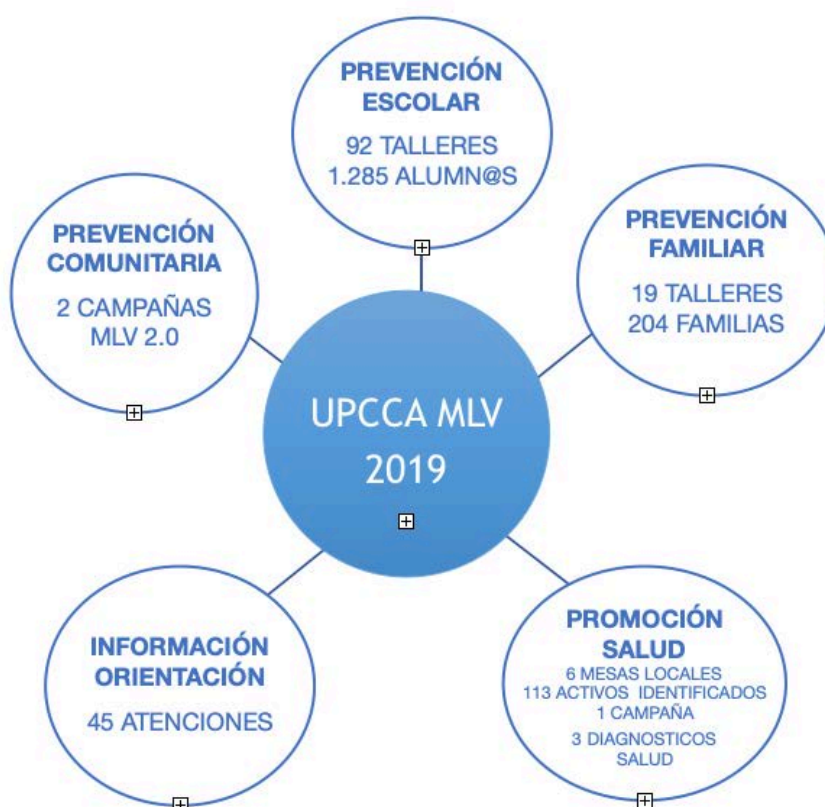 PREVENCIÓN
ESCOLAR
92 TALLERES
1.285 ALUMN@S
PREVENCIÓN
COMUNITARIA
2 CAMPAÑAS
MLV 2.0
PREVENCIÓN
FAMILIAR
19 TALLERES
204 FAMILIAS
UPCCA MLV
2019
INFORMACIÓN
ORIENTACIÓN
45 ATENCIONES
PROMOCIÓN
SALUD
6 MESAS LOCALES
113 ACTIVOS IDENTIFICADOS
1 CAMPAÑA
3 DIAGNOSTICOS
SALUD